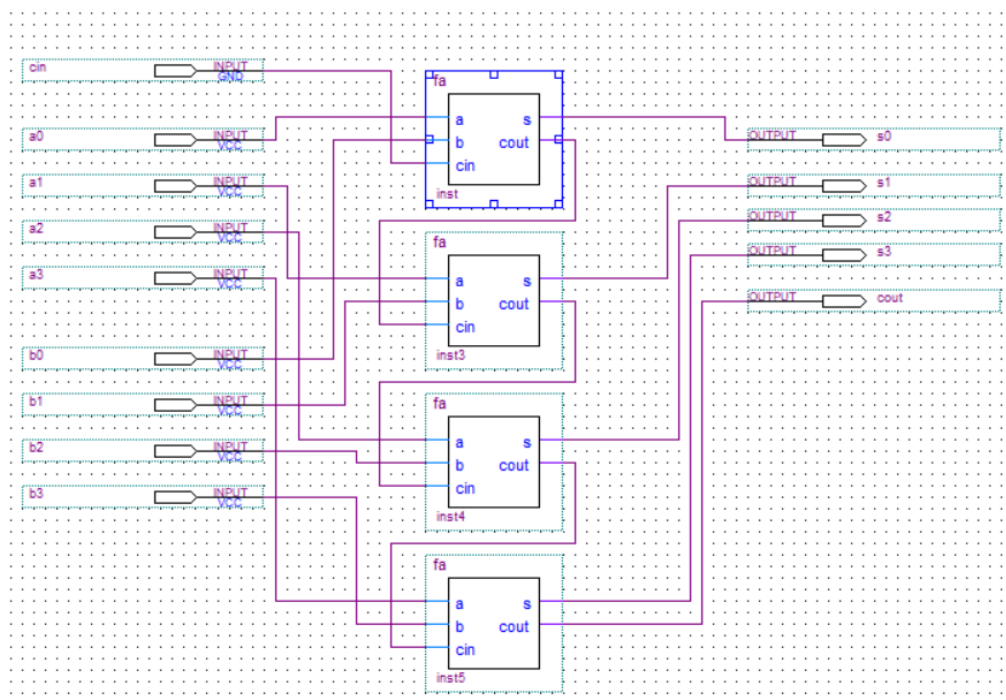 cin INPUT GND
a0 INPUT VCC
a1 INPUT VCC
a2 INPUT VCC
a3 INPUT VCC
b0 INPUT VCC
b1 INPUT VCC
b2 INPUT VCC
b3 INPUT VCC
fa
a s
b cout
cin
inst
fa
a s
b cout
cin
inst3
fa
a s
b cout
cin
inst4
fa
a s
b cout
cin
inst5
OUTPUT s0
OUTPUT s1
OUTPUT s2
OUTPUT s3
OUTPUT cout